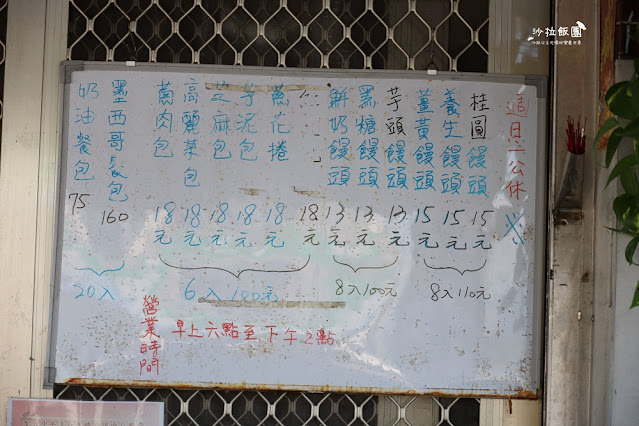 沙拉飯團
逢日一公休
桂圓饅頭 15元
養生饅頭 15元
薑黃饅頭 15元
8入110元
芋頭饅頭 13元
黑糖饅頭 13元
鮮奶饅頭 13元
8入100元
18元
蔥花捲 18元
芋泥包 18元
芝麻包 18元
高麗菜包 18元
蔥肉包 18元
6入100元
墨西哥長包 160
奶油餐包 75
20入
營業時間
早上六點至下午2點